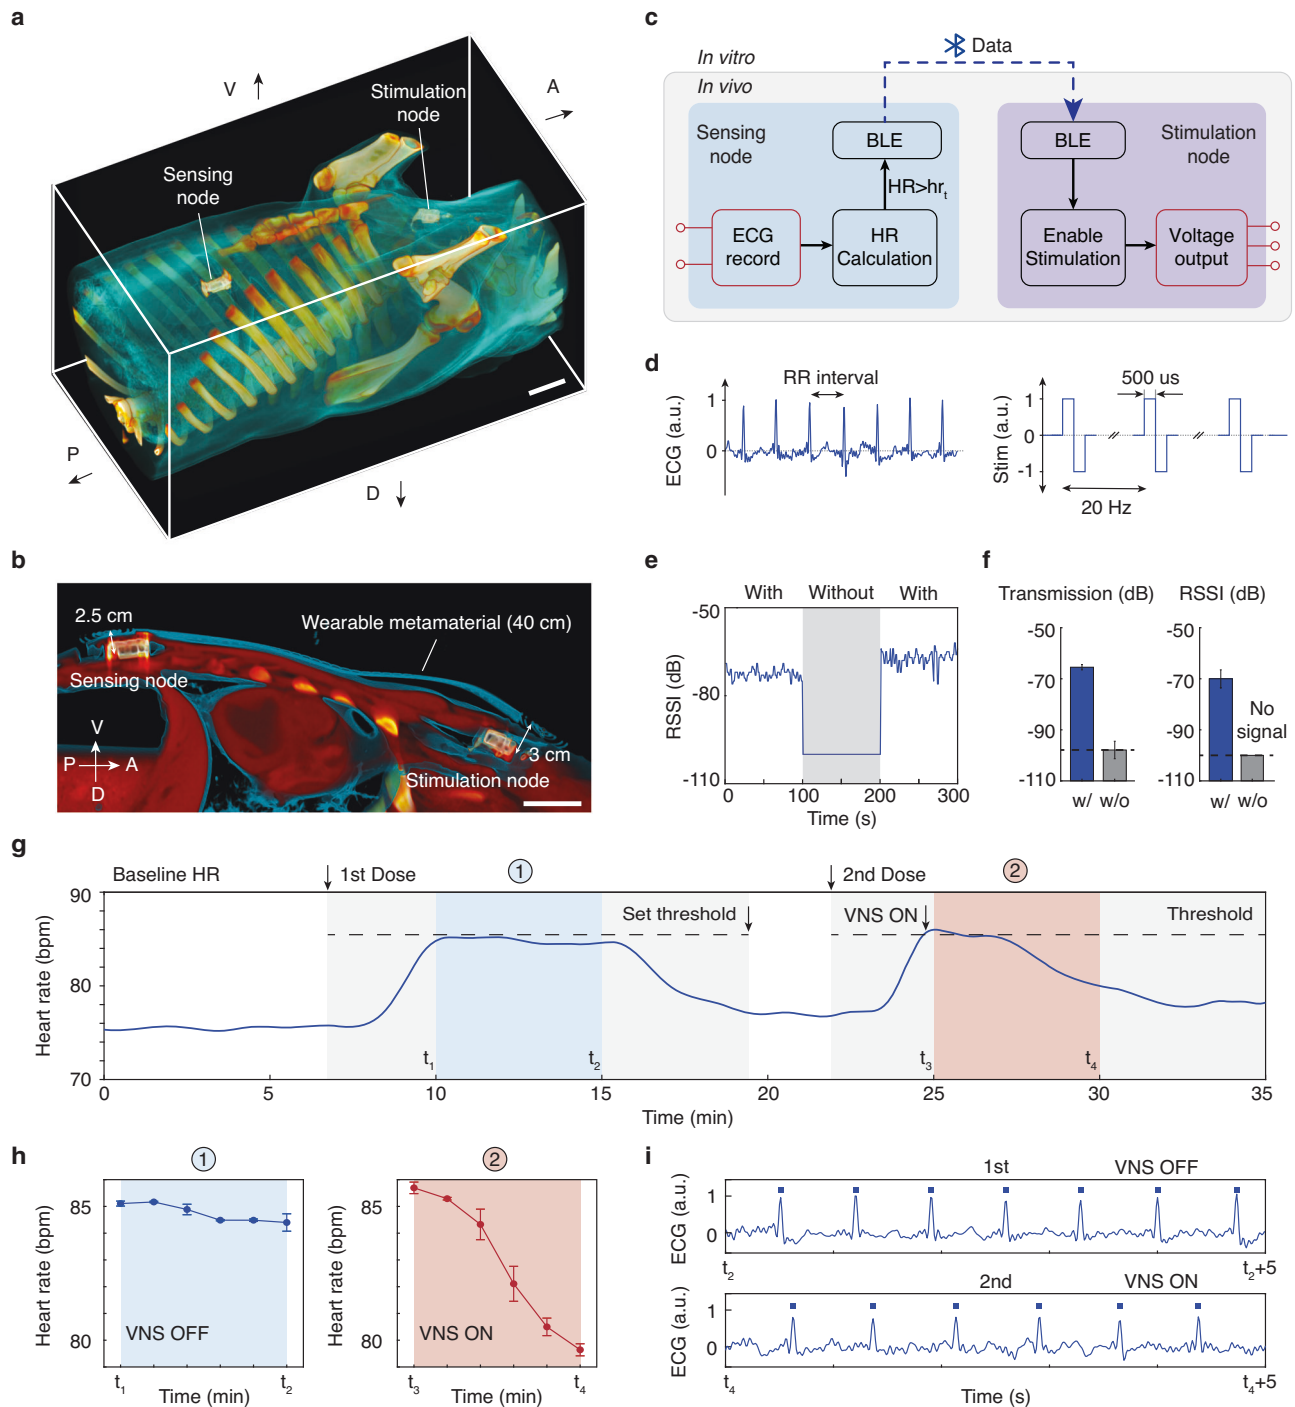 a
V
A
Stimulation
node
Sensing
node
P
D
b
2.5 cm
Wearable metamaterial (40 cm)
Sensing node
V
P
A
D
3 cm
Stimulation node
c
Data
In vitro
In vivo
Sensing
node
BLE
BLE
Stimulation
node
HR>hrt
ECG
record
HR
Calculation
Enable
Stimulation
Voltage
output
d
RR interval
ECG (a.u.)
1
0
500 us
Stim (a.u.)
1
0
-1
20 Hz
e
With
Without
With
RSSI (dB)
-50
-80
-110
0
100
200
300
Time (s)
f
Transmission (dB)
-50
-70
-90
-110
w/
w/o
RSSI (dB)
-50
-70
-90
-110
No
signal
w/
w/o
g
Baseline HR
1st Dose
1
2nd Dose
2
Set threshold
VNS ON
Threshold
Heart rate (bpm)
90
80
70
t1
t2
t3
t4
0
5
10
15
20
25
30
35
Time (min)
h
1
Heart rate (bpm)
85
80
VNS OFF
t1
Time (min)
t2
2
Heart rate (bpm)
85
80
VNS ON
t3
Time (min)
t4
i
1st
VNS OFF
ECG (a.u.)
1
0
t2
t2+5
2nd
VNS ON
ECG (a.u.)
1
0
t4
Time (s)
t4+5